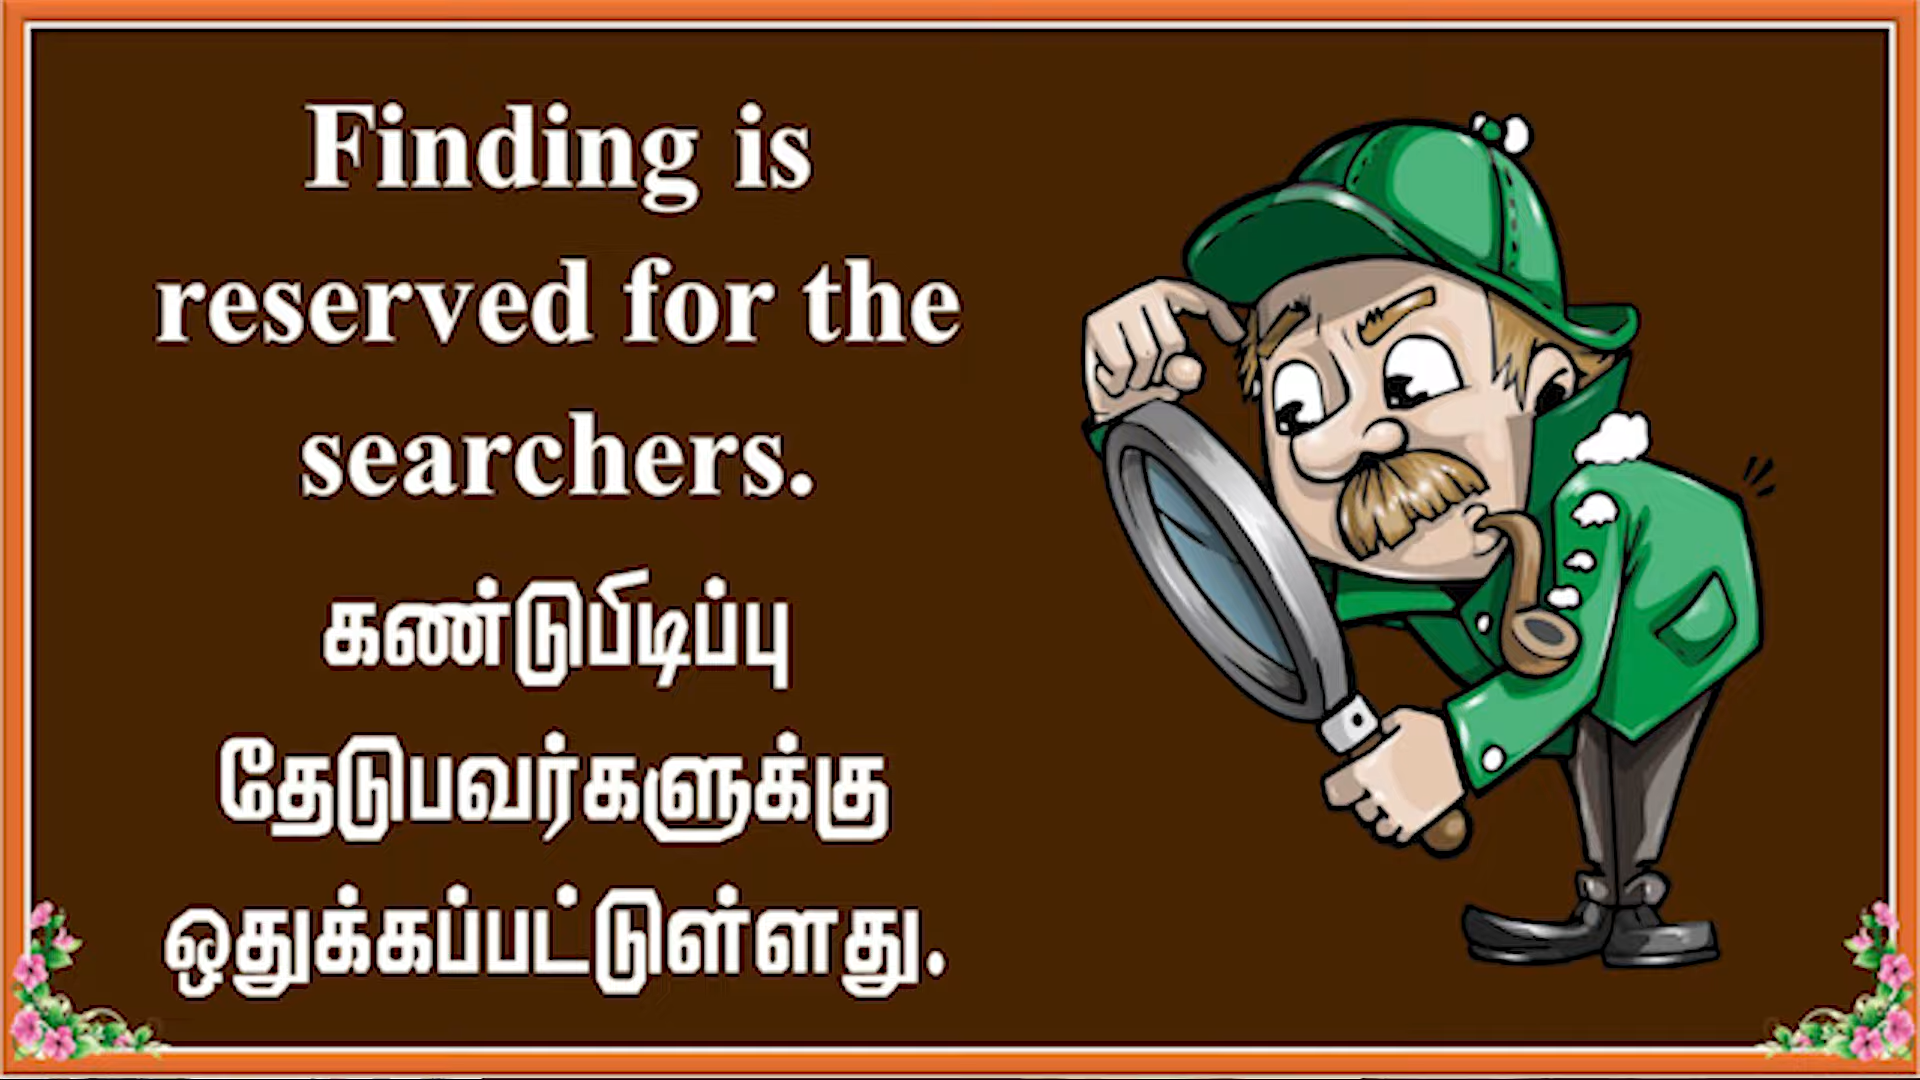 Finding is
reserved for the
searchers.
கண்டுபிடிப்பு
தேடுபவர்களுக்கு
ஒதுக்கப்பட்டுள்ளது.